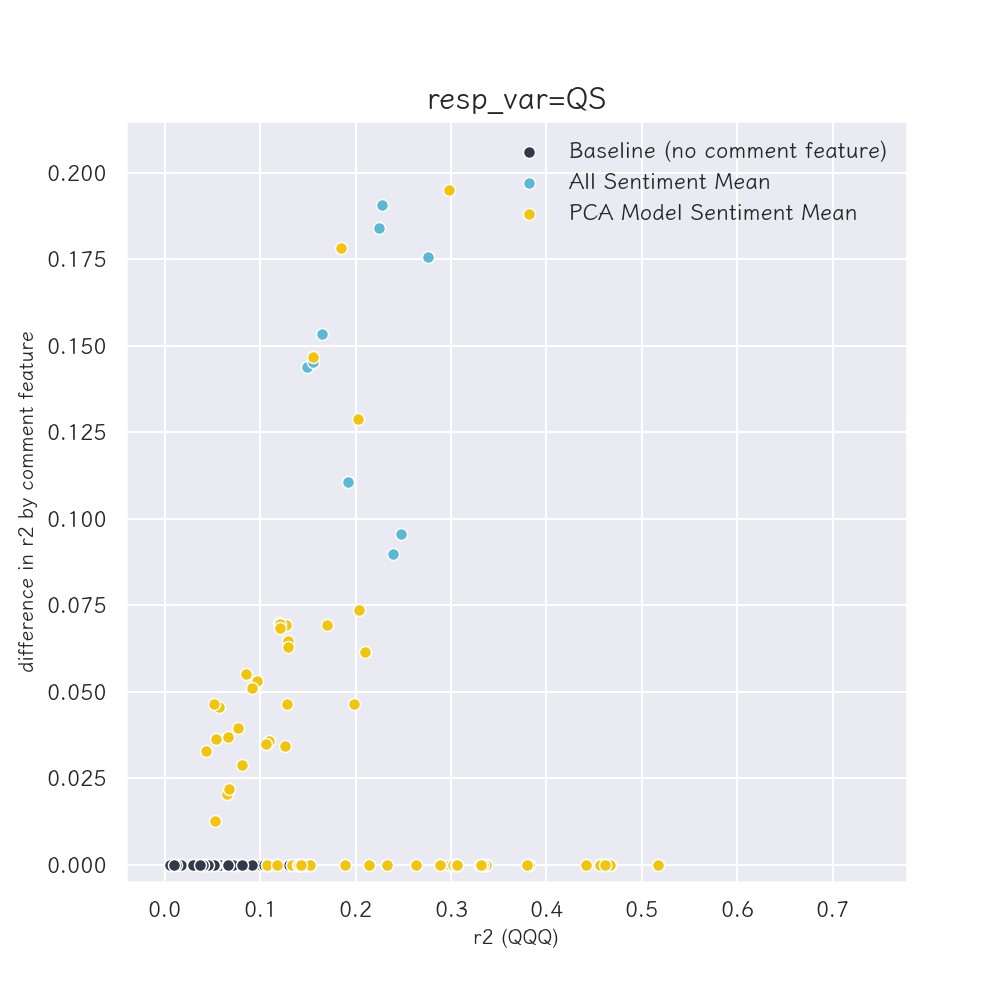 resp_var=QS
Baseline (no comment feature)
All Sentiment Mean
PCA Model Sentiment Mean
difference in r2 by comment feature
0.200
0.175
0.150
0.125
0.100
0.075
0.050
0.025
0.000
0.0 0.1 0.2 0.3 0.4 0.5 0.6 0.7
r2 (QQQ)